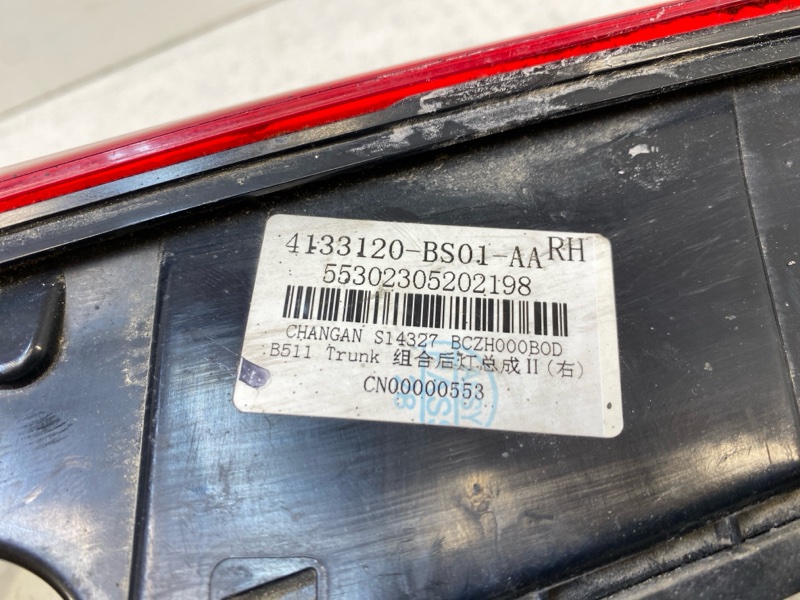 4133120-BS01-AA RH
55302305202198
CHANGAN S14327 BCZH000B0D
B511 Trunk 组合后灯总成II(右)
CN00000553